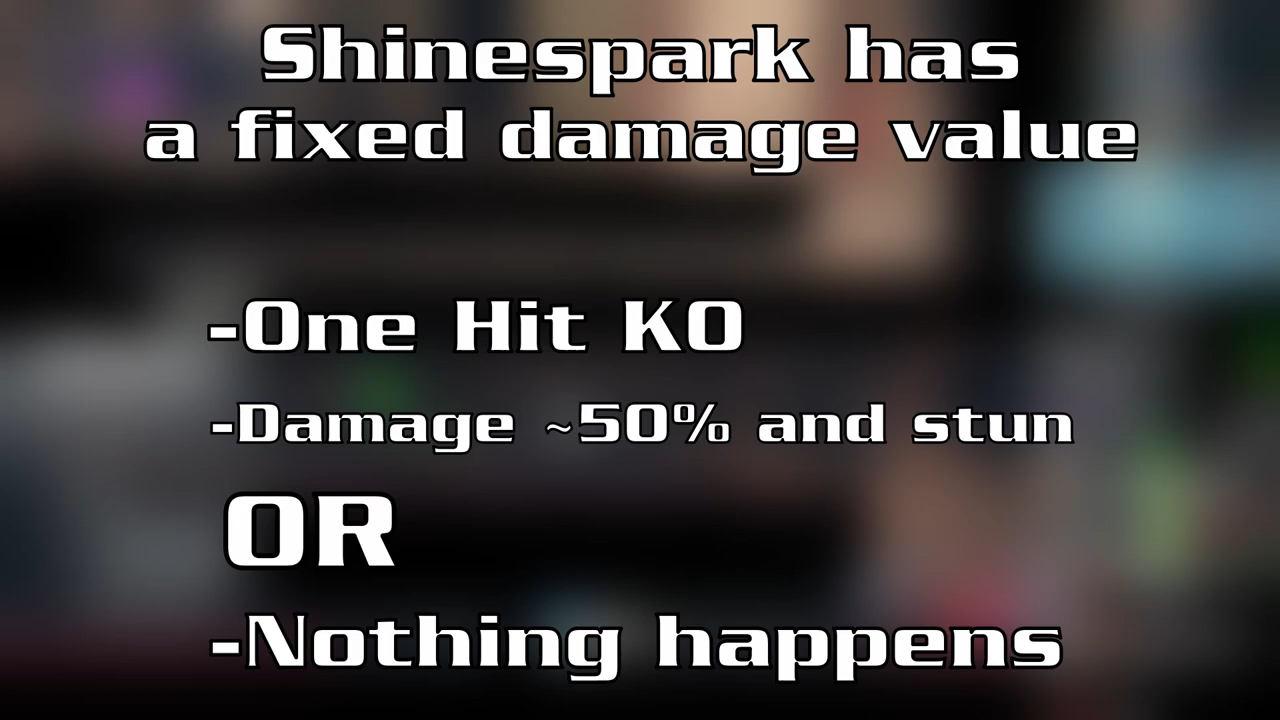 Shinespark has
a fixed damage value
-One Hit KO
-Damage ~50% and stun
OR
-Nothing happens